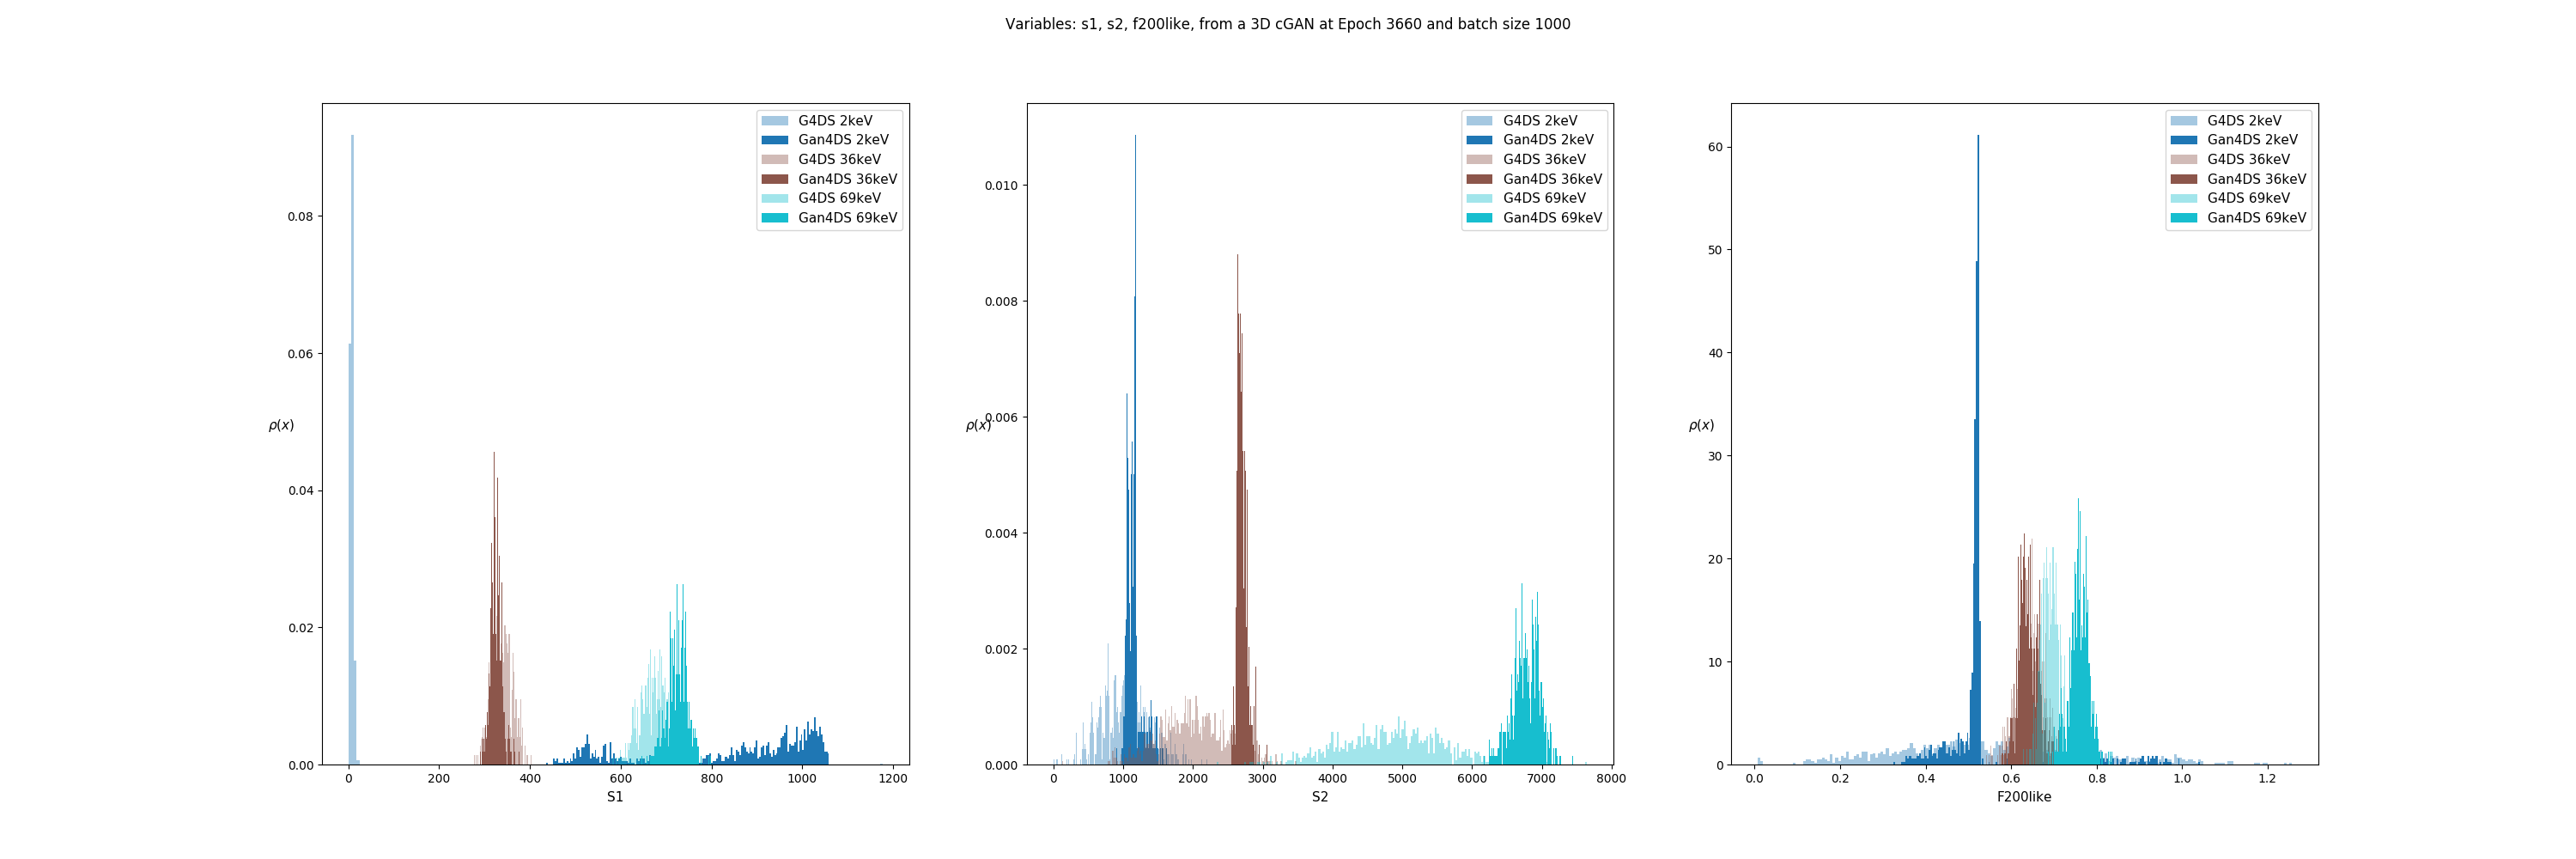 Variables: s1, s2, f200like, from a 3D cGAN at Epoch 3660 and batch size 1000
G4DS 2keV
Gan4DS 2keV
G4DS 36keV
Gan4DS 36keV
G4DS 69keV
Gan4DS 69keV
0.08
0.06
0.04
0.02
0.00
ρ(x)
0
200
400
600
800
1000
1200
S1
G4DS 2keV
Gan4DS 2keV
G4DS 36keV
Gan4DS 36keV
G4DS 69keV
Gan4DS 69keV
0.010
0.008
0.006
0.004
0.002
0.000
ρ(x)
0
1000
2000
3000
4000
5000
6000
7000
8000
S2
G4DS 2keV
Gan4DS 2keV
G4DS 36keV
Gan4DS 36keV
G4DS 69keV
Gan4DS 69keV
60
50
40
30
20
10
0
ρ(x)
0.0
0.2
0.4
0.6
0.8
1.0
1.2
F200like